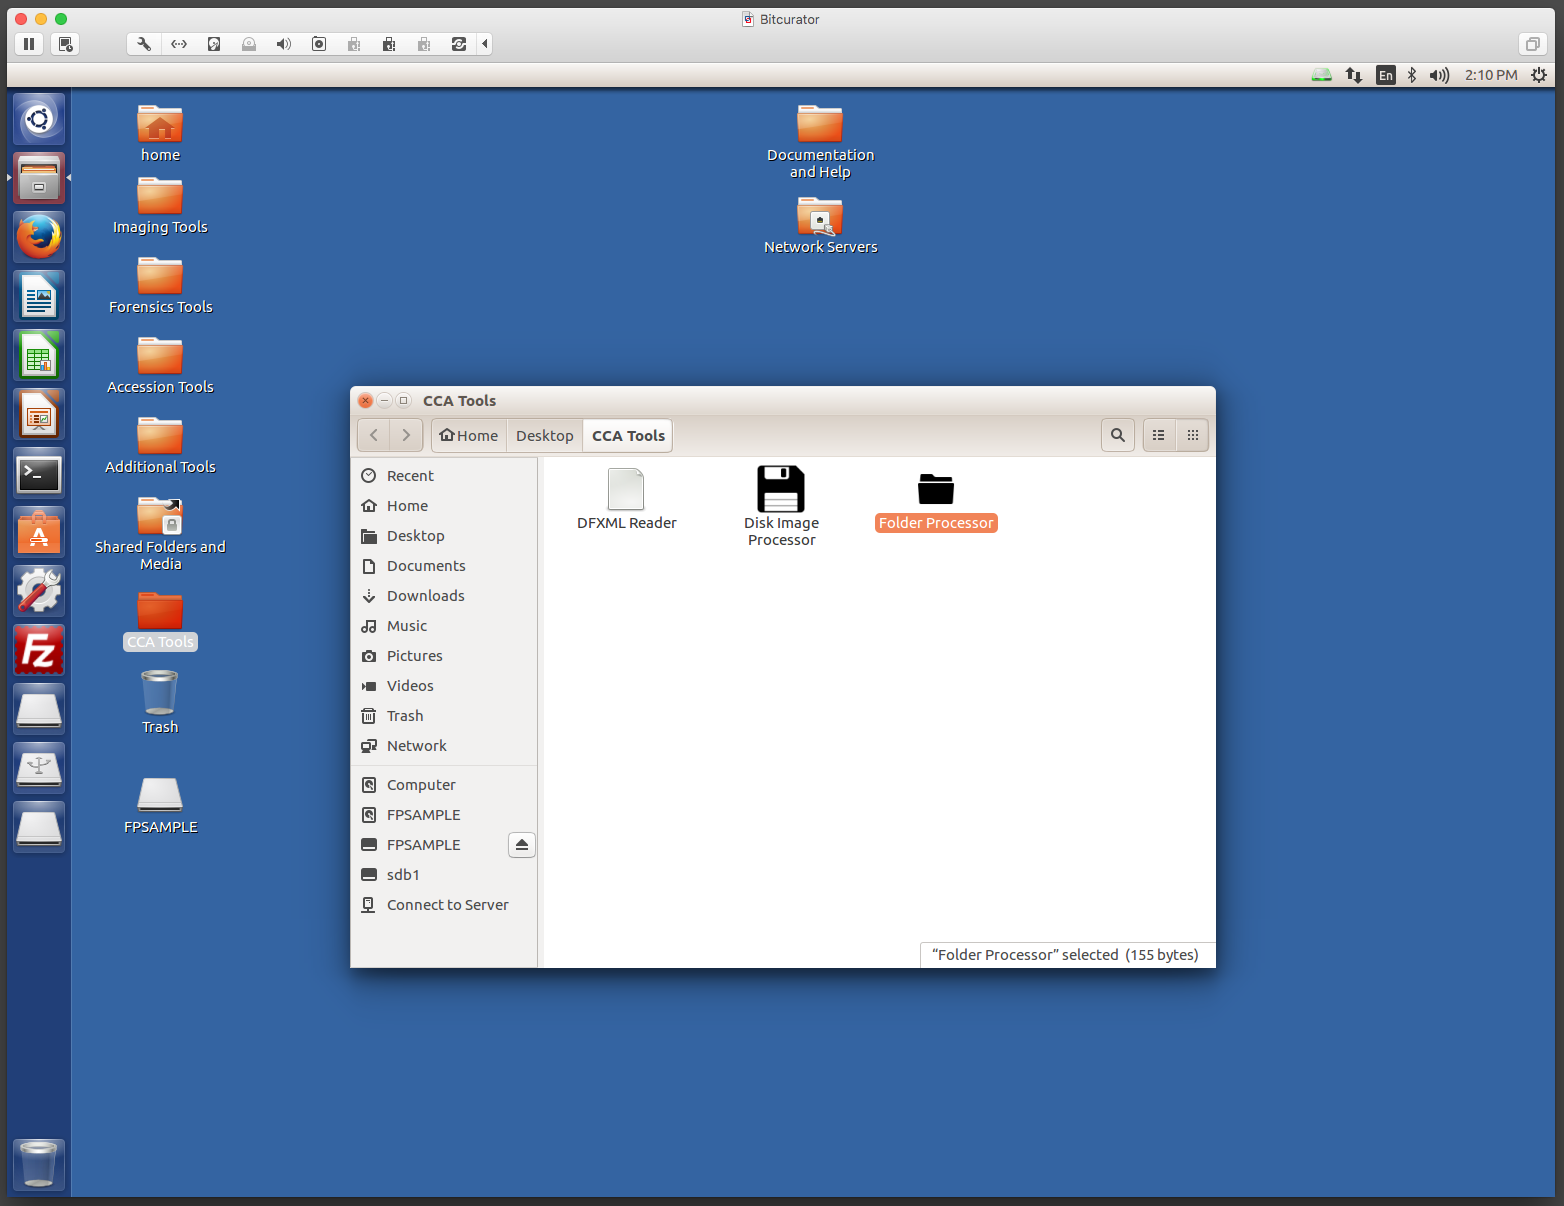 Bitcurator
En
2:10 PM
home
Imaging Tools
Forensics Tools
Accession Tools
Additional Tools
Shared Folders and
Media
CCA Tools
Trash
FPSAMPLE
Documentation
and Help
Network Servers
CCA Tools
Home
Desktop
CCA Tools
Recent
Home
Desktop
Documents
Downloads
Music
Pictures
Videos
Trash
Network
Computer
FPSAMPLE
FPSAMPLE
sdb1
Connect to Server
DFXML Reader
Disk Image
Processor
Folder Processor
“Folder Processor” selected (155 bytes)
>_
A
Fz